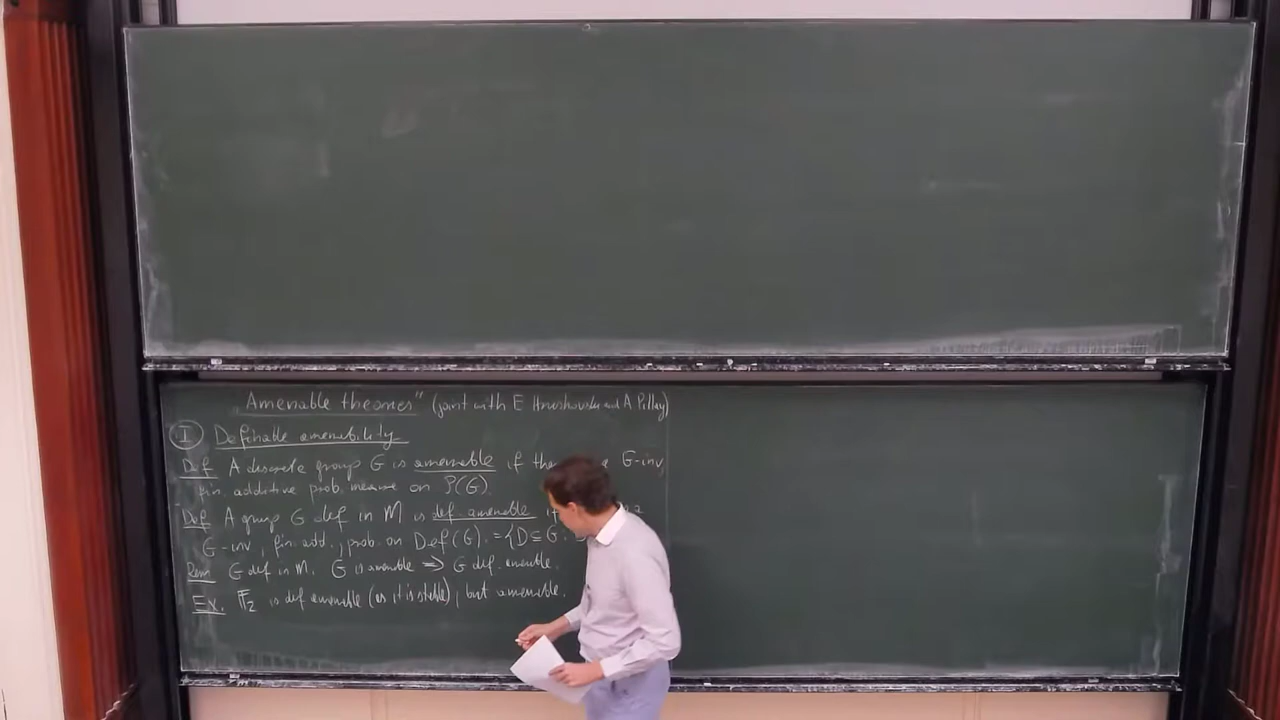 "Amenable theories" (joint with E Hrushovski and A Pillay)
I Definable amenability
Def A discrete group G is amenable if the G-inv,
fin. additive prob. measure on P(G).
Def A group G def in M is def amenable if a
G-inv, fin. add., prob. on Def(G) := {D ⊆ G :
Rem G def in M. G is amenable ⇒ G def. amenable.
Ex. F₂ is def amenable (as it is stable), but amenable.